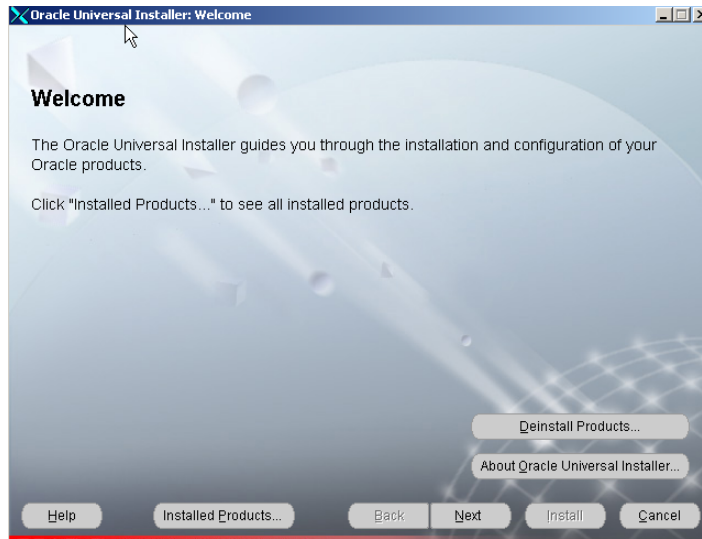 Oracle Universal Installer: Welcome
Welcome
The Oracle Universal Installer guides you through the installation and configuration of your
Oracle products.
Click "Installed Products..." to see all installed products.
Deinstall Products...
About Oracle Universal Installer...
Help
Installed Products...
Back
Next
Install
Cancel